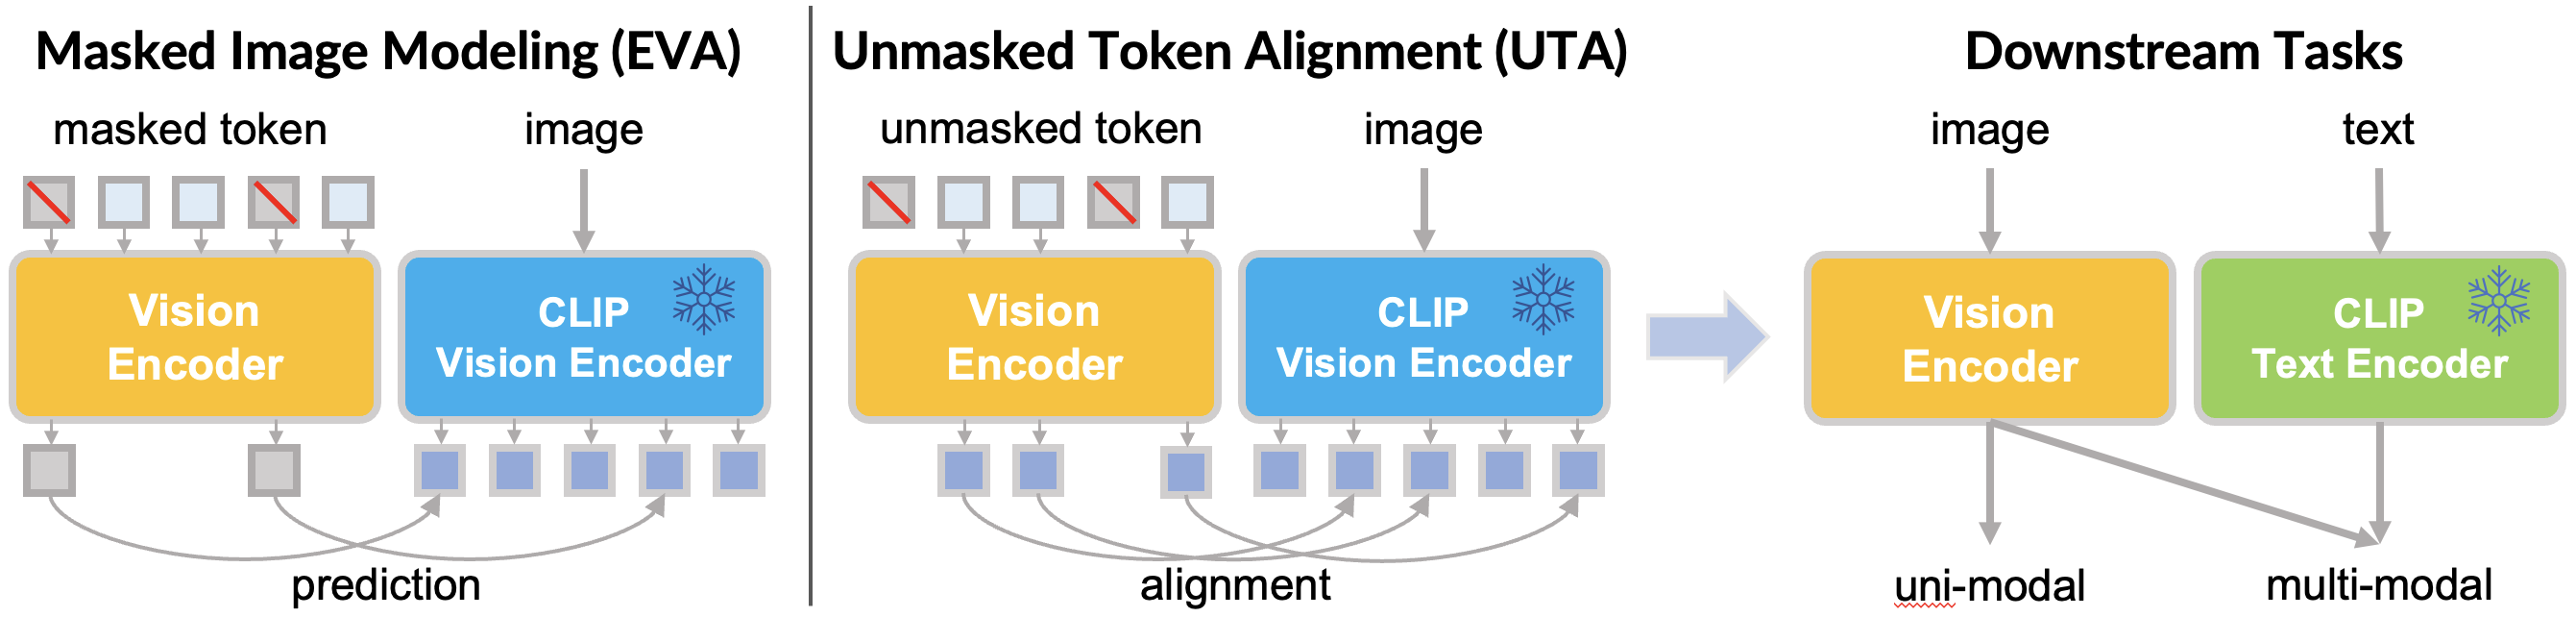 Masked Image Modeling (EVA)
masked token
image
Vision
Encoder
CLIP
Vision Encoder
prediction
Unmasked Token Alignment (UTA)
unmasked token
image
Vision
Encoder
CLIP
Vision Encoder
alignment
Downstream Tasks
image
text
Vision
Encoder
CLIP
Text Encoder
uni-modal
multi-modal